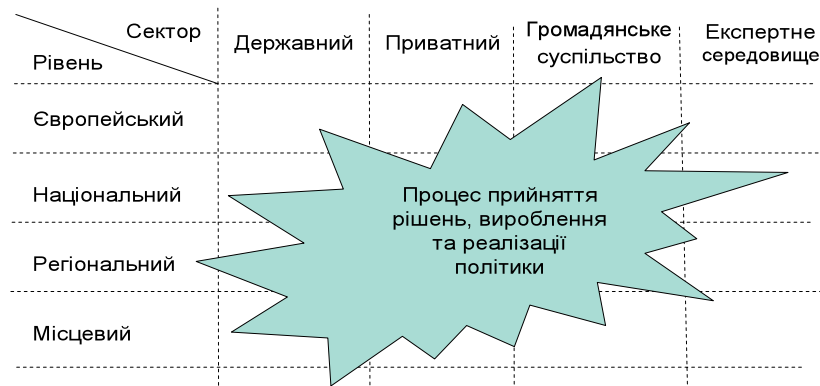 Сектор
Рівень
Державний
Приватний
Громадянське
суспільство
Експертне
середовище
Європейський
Національний
Регіональний
Місцевий
Процес прийняття
рішень, вироблення
та реалізації
політики